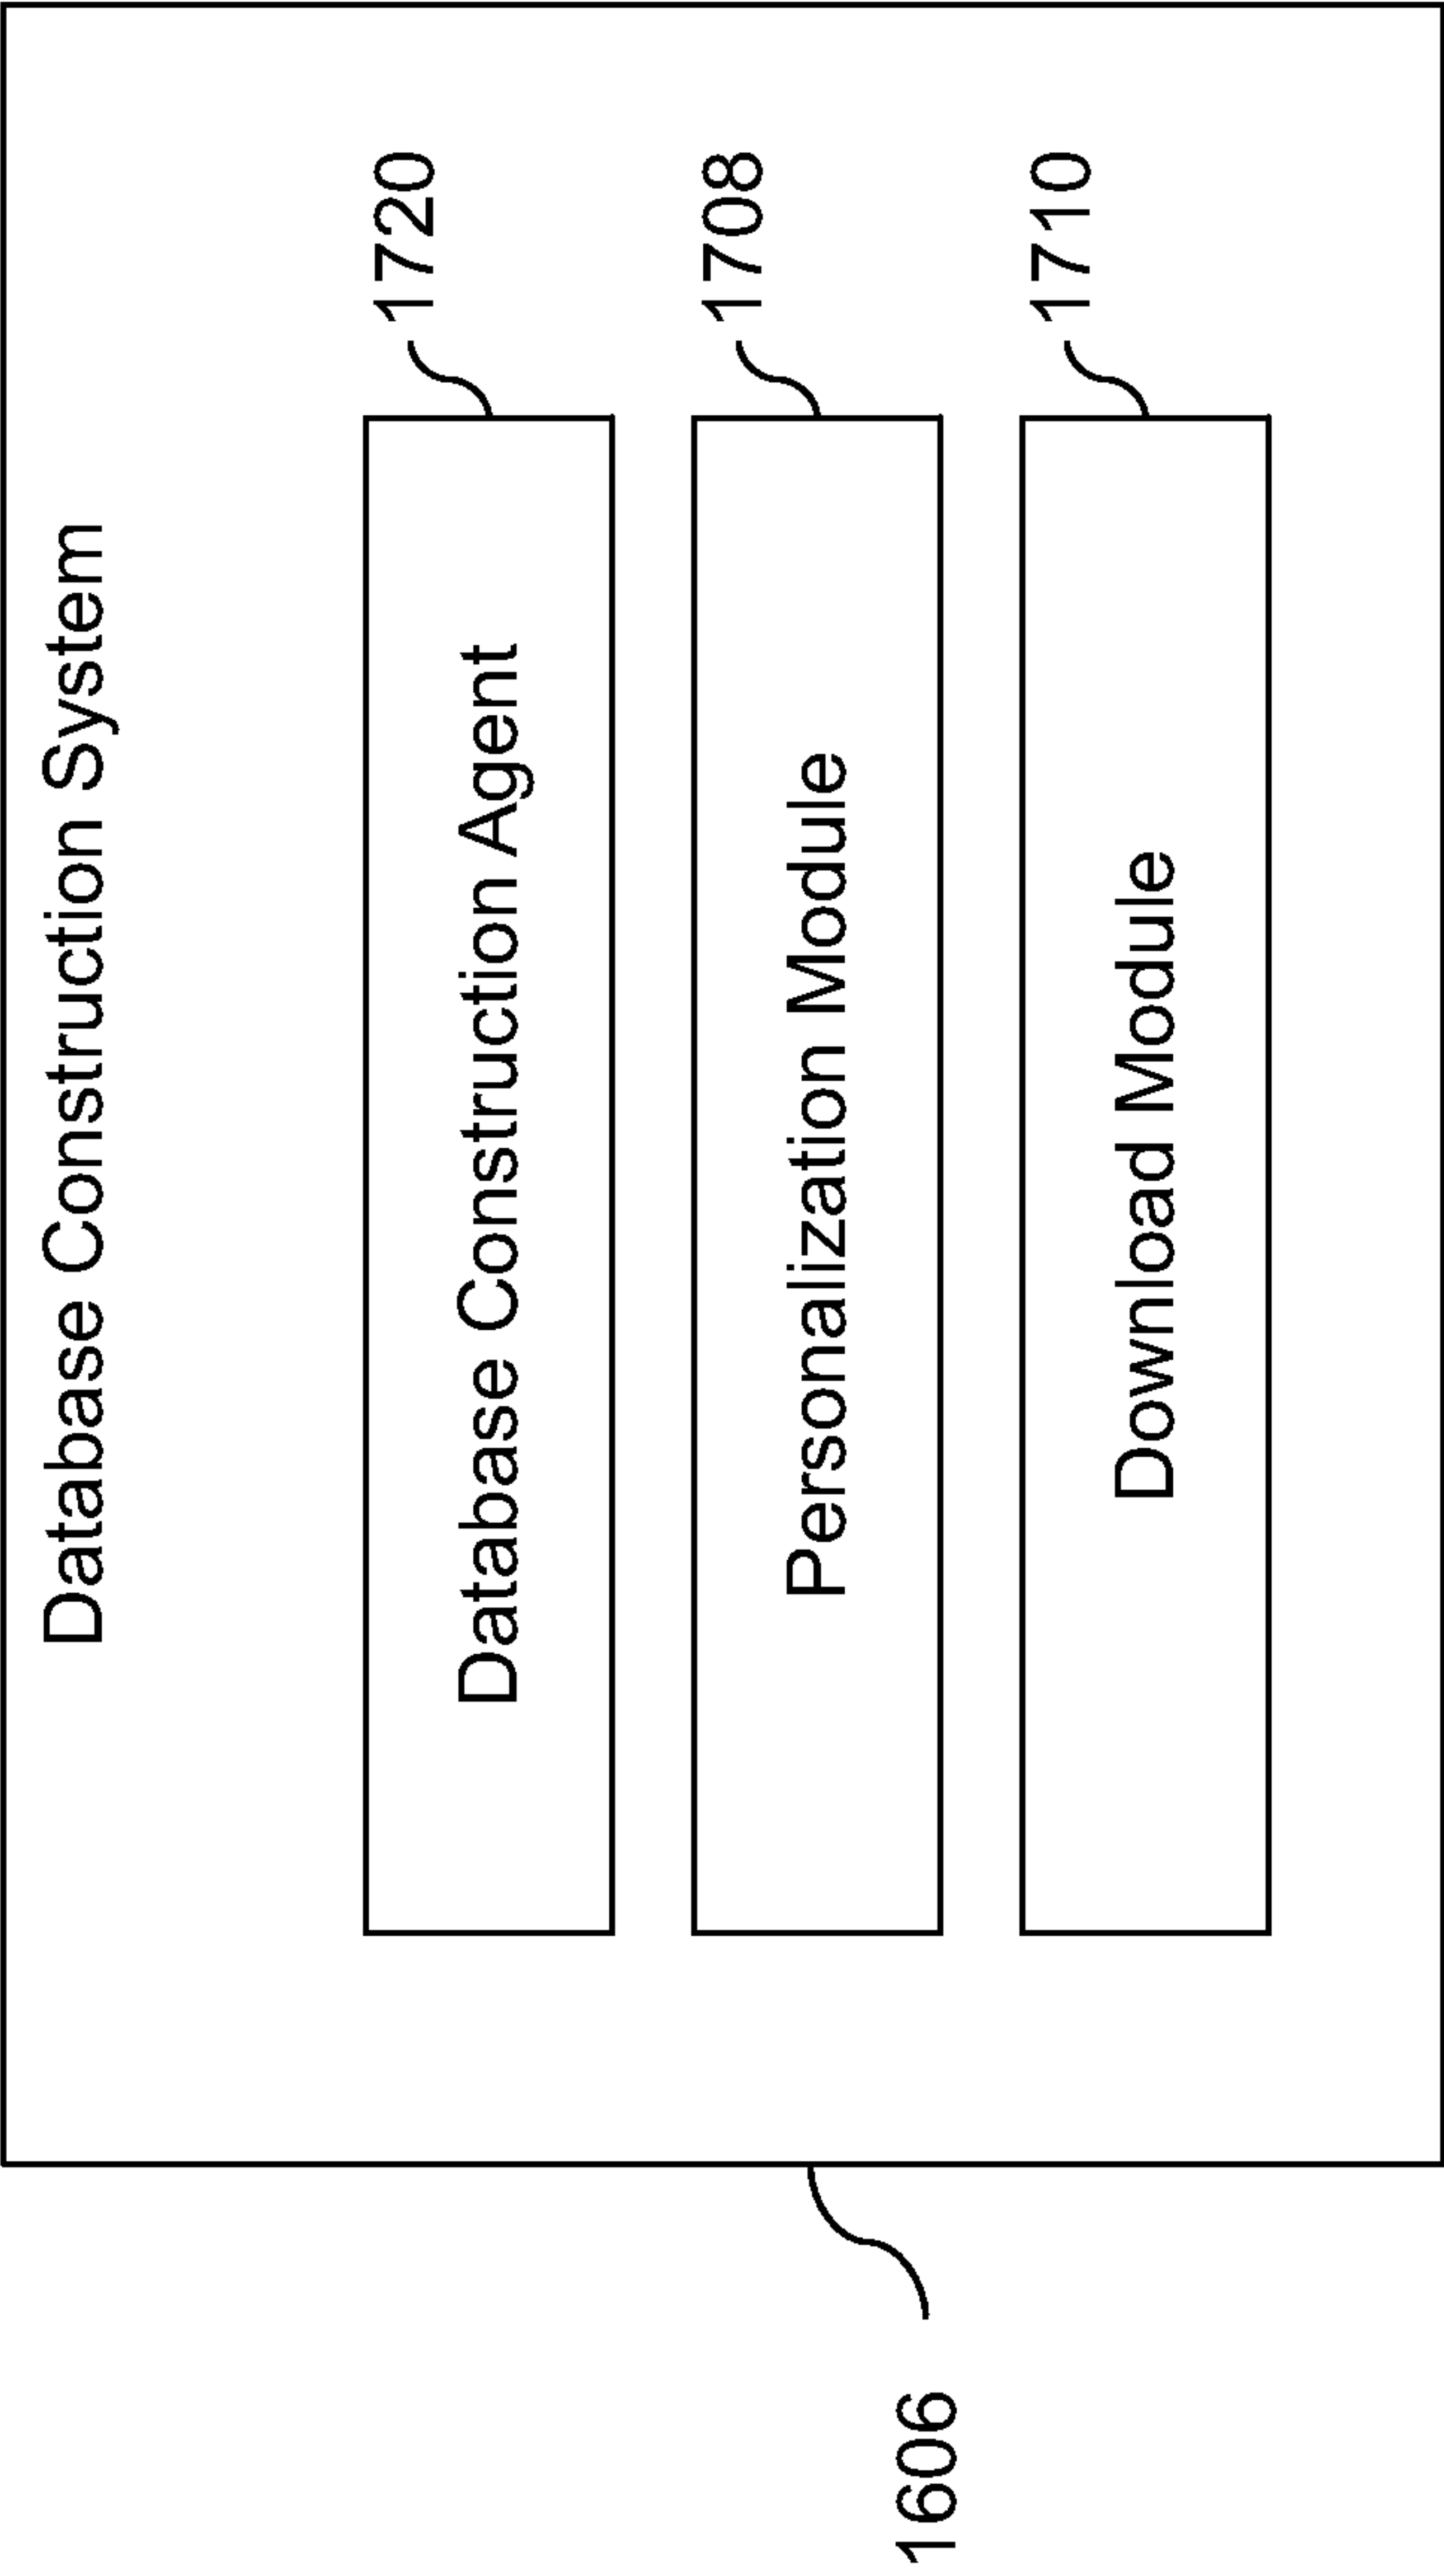 Database Construction System
Database Construction Agent
1720
Personalization Module
1708
Download Module
1710
1606